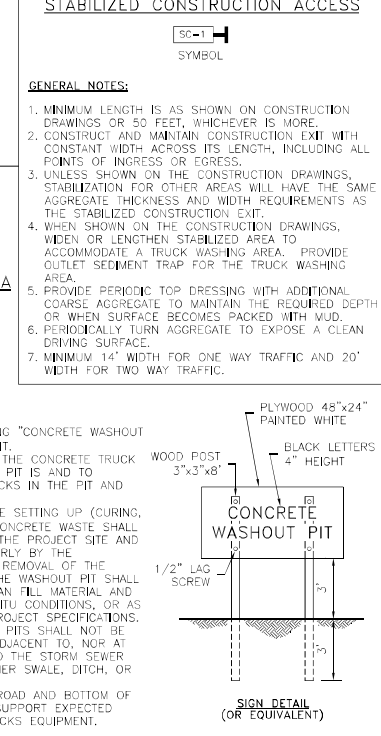 STABILIZED CONSTRUCTION ACCESS
SC-1
SYMBOL
GENERAL NOTES:
1. MINIMUM LENGTH IS AS SHOWN ON CONSTRUCTION
DRAWINGS OR 50 FEET, WHICHEVER IS MORE.
2. CONSTRUCT AND MAINTAIN CONSTRUCTION EXIT WITH
CONSTANT WIDTH ACROSS ITS LENGTH, INCLUDING ALL
POINTS OF INGRESS OR EGRESS.
3. UNLESS SHOWN ON THE CONSTRUCTION DRAWINGS,
STABILIZATION FOR OTHER AREAS WILL HAVE THE SAME
AGGREGATE THICKNESS AND WIDTH REQUIREMENTS AS
THE STABILIZED CONSTRUCTION EXIT.
4. WHEN SHOWN ON THE CONSTRUCTION DRAWINGS,
WIDEN OR LENGTHEN STABILIZED AREA TO
ACCOMMODATE A TRUCK WASHING AREA. PROVIDE
OUTLET SEDIMENT TRAP FOR THE TRUCK WASHING
AREA.
5. PROVIDE PERIODIC TOP DRESSING WITH ADDITIONAL
COARSE AGGREGATE TO MAINTAIN THE REQUIRED DEPTH
OR WHEN SURFACE BECOMES PACKED WITH MUD.
6. PERIODICALLY TURN AGGREGATE TO EXPOSE A CLEAN
DRIVING SURFACE.
7. MINIMUM 14' WIDTH FOR ONE WAY TRAFFIC AND 20'
WIDTH FOR TWO WAY TRAFFIC.
A
"CONCRETE WASHOUT
THE CONCRETE TRUCK
PIT IS AND TO
IN THE PIT AND
SETTING UP (CURING,
CONCRETE WASTE SHALL
THE PROJECT SITE AND
BY THE
REMOVAL OF THE
WASHOUT PIT SHALL
FILL MATERIAL AND
CONDITIONS, OR AS
SPECIFICATIONS.
PITS SHALL NOT BE
ADJACENT TO, NOR AT
THE STORM SEWER
SWALE, DITCH, OR
ROAD AND BOTTOM OF
SUPPORT EXPECTED
EQUIPMENT.
PLYWOOD 48"x24"
PAINTED WHITE
WOOD POST
3"x3"x8'
BLACK LETTERS
4" HEIGHT
CONCRETE
WASHOUT PIT
1/2" LAG
SCREW
3'
3'
SIGN DETAIL
(OR EQUIVALENT)